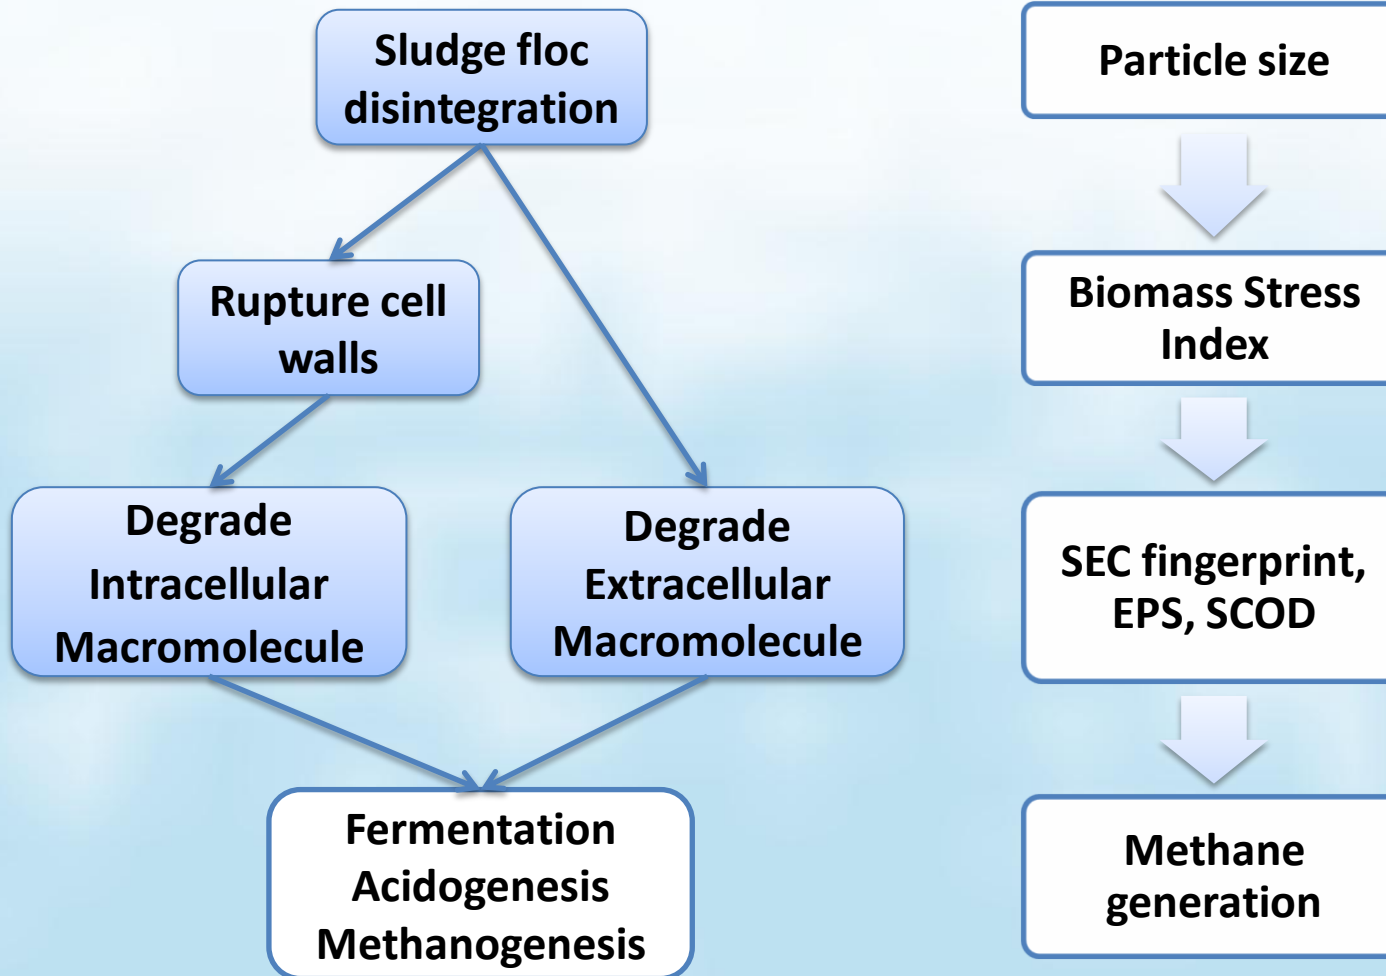 Sludge floc
disintegration
Rupture cell
walls
Degrade
Intracellular
Macromolecule
Degrade
Extracellular
Macromolecule
Fermentation
Acidogenesis
Methanogenesis
Particle size
Biomass Stress
Index
SEC fingerprint,
EPS, SCOD
Methane
generation